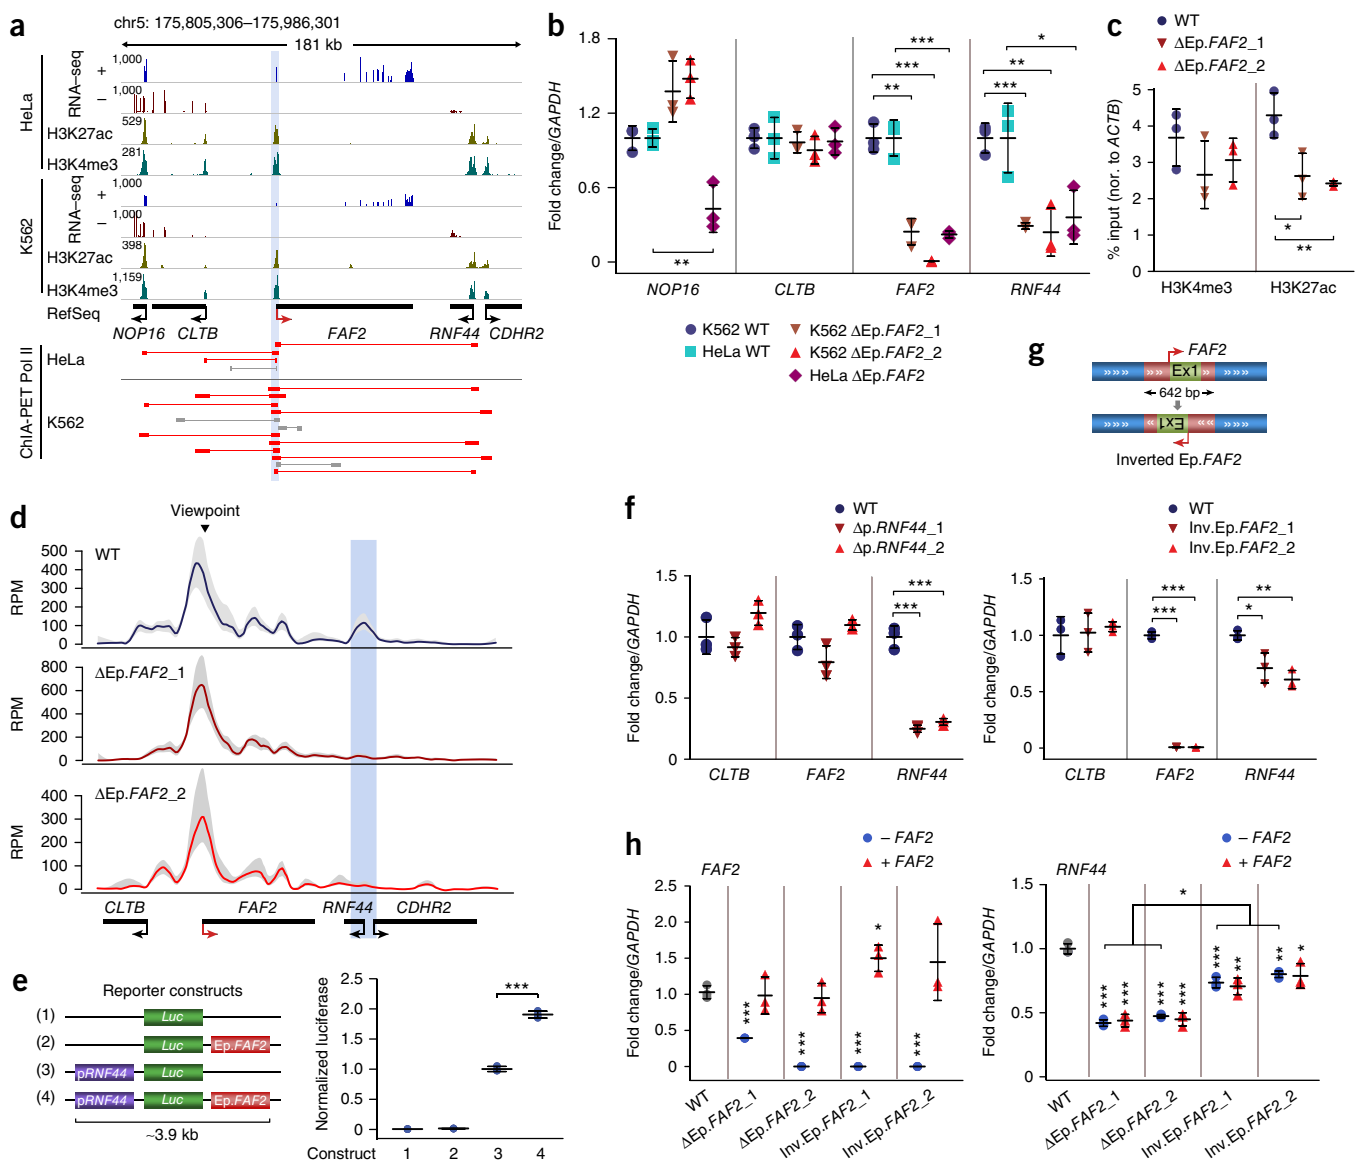 a
chr5: 175,805,306–175,986,301
181 kb
HeLa
RNA–seq
+
1,000
–
1,000
H3K27ac
529
H3K4me3
281
K562
RNA–seq
+
1,000
–
1,000
H3K27ac
398
H3K4me3
1,159
RefSeq
NOP16
CLTB
FAF2
RNF44
CDHR2
ChIA-PET Pol II
HeLa
K562
b
Fold change/GAPDH
1.8
1.2
0.6
0
**
**
***
***
***
**
*
NOP16
CLTB
FAF2
RNF44
K562 WT
HeLa WT
K562 ΔEp.FAF2_1
K562 ΔEp.FAF2_2
HeLa ΔEp.FAF2
c
WT
ΔEp.FAF2_1
ΔEp.FAF2_2
% input (nor. to ACTB)
5
4
3
2
1
0
*
**
H3K4me3
H3K27ac
g
FAF2
»»» »» Ex1 » »»»
642 bp
»»» « Ex1 «« »»»
Inverted Ep.FAF2
d
Viewpoint
WT
RPM
500
400
300
200
100
0
ΔEp.FAF2_1
RPM
800
600
400
200
0
ΔEp.FAF2_2
RPM
400
300
200
100
0
CLTB
FAF2
RNF44
CDHR2
e
Reporter constructs
(1)
Luc
(2)
Luc
Ep.FAF2
(3)
pRNF44
Luc
(4)
pRNF44
Luc
Ep.FAF2
~3.9 kb
Normalized luciferase
2.5
2.0
1.5
1.0
0.5
0
***
Construct 1 2 3 4
f
WT
Δp.RNF44_1
Δp.RNF44_2
Fold change/GAPDH
1.5
1.0
0.5
0
***
***
CLTB
FAF2
RNF44
WT
Inv.Ep.FAF2_1
Inv.Ep.FAF2_2
Fold change/GAPDH
1.5
1.0
0.5
0
***
***
**
*
CLTB
FAF2
RNF44
h
– FAF2
+ FAF2
FAF2
Fold change/GAPDH
2.5
2.0
1.5
1.0
0.5
0
***
***
***
*
***
WT
ΔEp.FAF2_1
ΔEp.FAF2_2
Inv.Ep.FAF2_1
Inv.Ep.FAF2_2
– FAF2
+ FAF2
RNF44
Fold change/GAPDH
1.5
1.0
0.5
0
*
***
***
***
***
***
**
**
*
WT
ΔEp.FAF2_1
ΔEp.FAF2_2
Inv.Ep.FAF2_1
Inv.Ep.FAF2_2